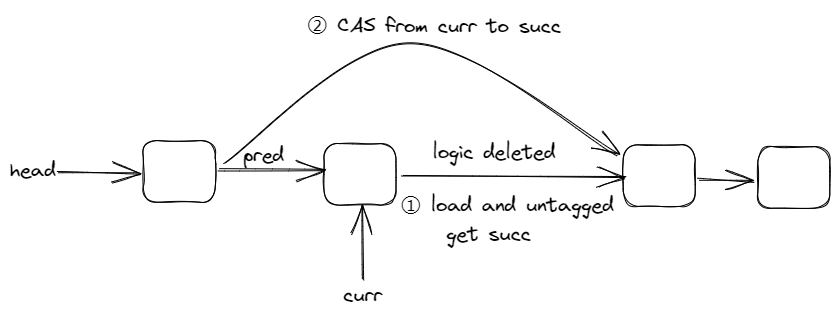 ② CAS from curr to succ
head
pred
logic deleted
① load and untagged
get succ
curr